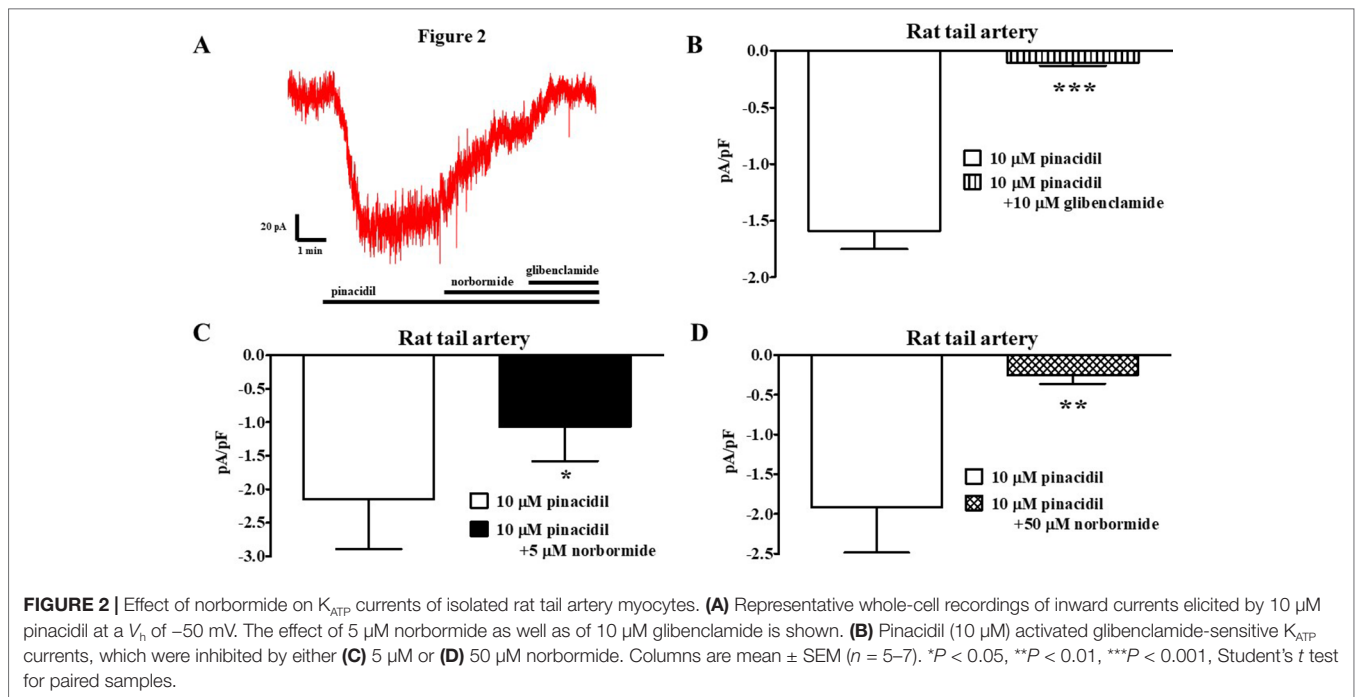 A
Figure 2
20 pA
1 min
pinacidil
norbormide
glibenclamide
B
Rat tail artery
0.0
-0.5
-1.0
-1.5
-2.0
pA/pF
***
10 µM pinacidil
10 µM pinacidil
+10 µM glibenclamide
C
Rat tail artery
0.0
-0.5
-1.0
-1.5
-2.0
-2.5
-3.0
pA/pF
*
10 µM pinacidil
10 µM pinacidil
+5 µM norbormide
D
Rat tail artery
0.0
-0.5
-1.0
-1.5
-2.0
-2.5
pA/pF
**
10 µM pinacidil
10 µM pinacidil
+50 µM norbormide
FIGURE 2 | Effect of norbormide on K_ATP currents of isolated rat tail artery myocytes. (A) Representative whole-cell recordings of inward currents elicited by 10 µM
pinacidil at a V_h of −50 mV. The effect of 5 µM norbormide as well as of 10 µM glibenclamide is shown. (B) Pinacidil (10 µM) activated glibenclamide-sensitive K_ATP
currents, which were inhibited by either (C) 5 µM or (D) 50 µM norbormide. Columns are mean ± SEM (n = 5–7). *P < 0.05, **P < 0.01, ***P < 0.001, Student's t test
for paired samples.